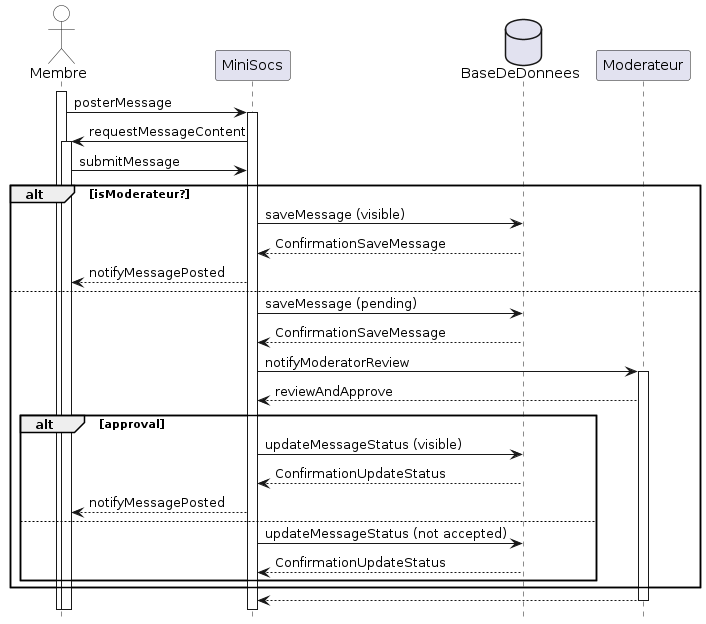 Membre
MiniSocs
BaseDeDonnees
Moderateur
posterMessage
requestMessageContent
submitMessage
alt [isModerateur?]
saveMessage (visible)
ConfirmationSaveMessage
notifyMessagePosted
saveMessage (pending)
ConfirmationSaveMessage
notifyModeratorReview
reviewAndApprove
alt [approval]
updateMessageStatus (visible)
ConfirmationUpdateStatus
notifyMessagePosted
updateMessageStatus (not accepted)
ConfirmationUpdateStatus